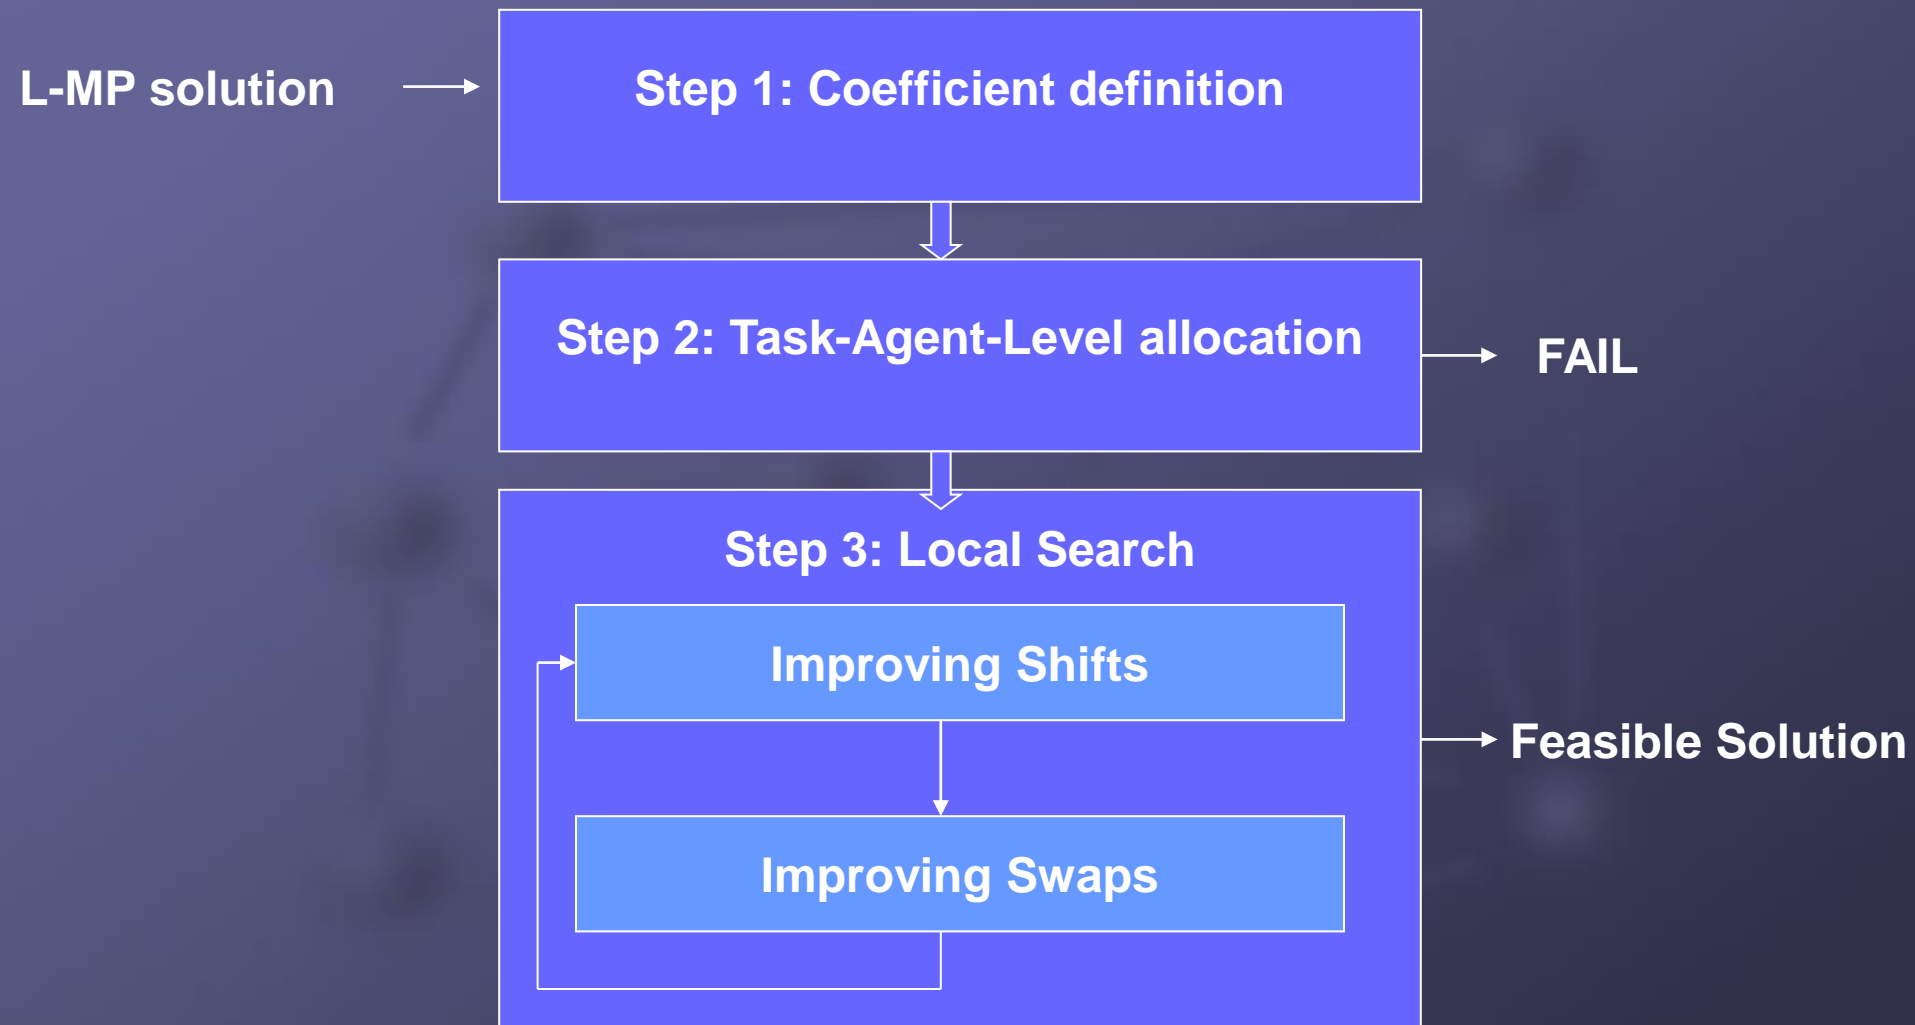 L-MP solution
Step 1: Coefficient definition
Step 2: Task-Agent-Level allocation
FAIL
Step 3: Local Search
Improving Shifts
Feasible Solution
Improving Swaps